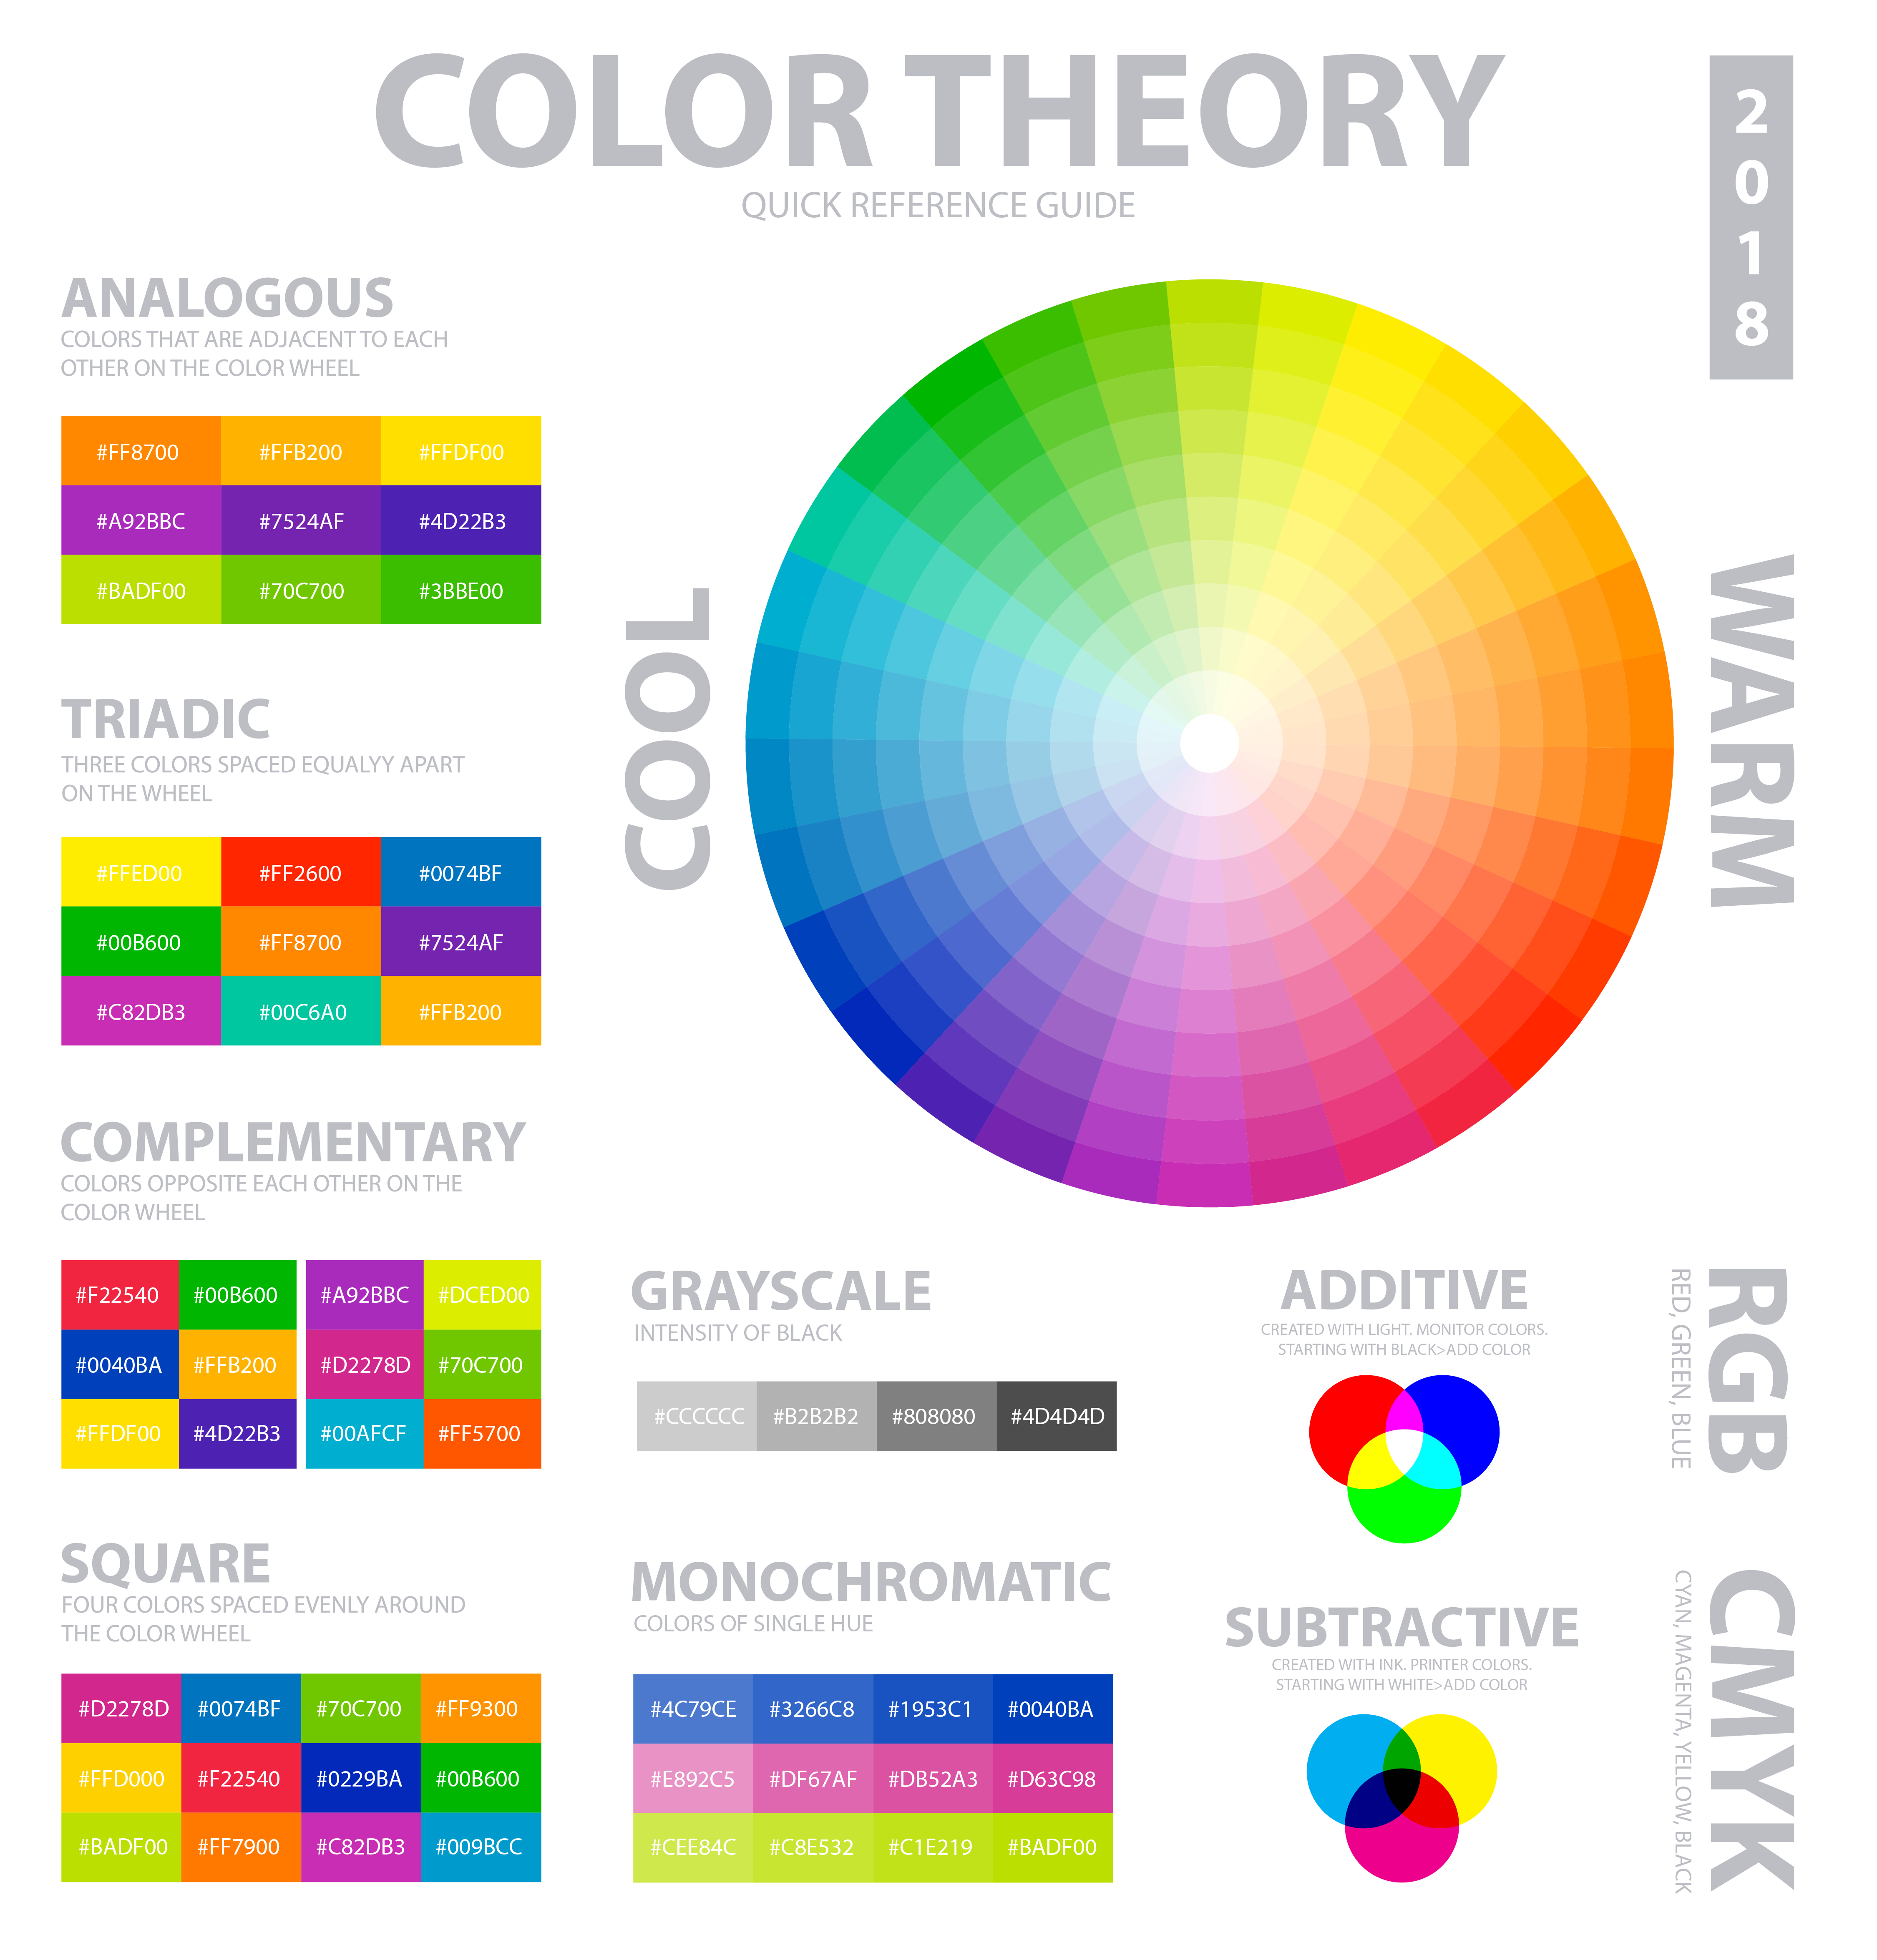 COLOR THEORY
QUICK REFERENCE GUIDE
2018
ANALOGOUS
COLORS THAT ARE ADJACENT TO EACH
OTHER ON THE COLOR WHEEL
#FF8700 #FFB200 #FFDF00
#A92BBC #7524AF #4D22B3
#BADF00 #70C700 #3BBE00
TRIADIC
THREE COLORS SPACED EQUALYY APART
ON THE WHEEL
#FFED00 #FF2600 #0074BF
#00B600 #FF8700 #7524AF
#C82DB3 #00C6A0 #FFB200
COOL
WARM
COMPLEMENTARY
COLORS OPPOSITE EACH OTHER ON THE
COLOR WHEEL
#F22540 #00B600 #A92BBC #DCED00
#0040BA #FFB200 #D2278D #70C700
#FFDF00 #4D22B3 #00AFCF #FF5700
SQUARE
FOUR COLORS SPACED EVENLY AROUND
THE COLOR WHEEL
#D2278D #0074BF #70C700 #FF9300
#FFD000 #F22540 #0229BA #00B600
#BADF00 #FF7900 #C82DB3 #009BCC
GRAYSCALE
INTENSITY OF BLACK
#CCCCCC #B2B2B2 #808080 #4D4D4D
MONOCHROMATIC
COLORS OF SINGLE HUE
#4C79CE #3266C8 #1953C1 #0040BA
#E892C5 #DF67AF #DB52A3 #D63C98
#CEE84C #C8E532 #C1E219 #BADF00
ADDITIVE
CREATED WITH LIGHT. MONITOR COLORS.
STARTING WITH BLACK>ADD COLOR
RGB
RED, GREEN, BLUE
SUBTRACTIVE
CREATED WITH INK. PRINTER COLORS.
STARTING WITH WHITE>ADD COLOR
CMYK
CYAN, MAGENTA, YELLOW, BLACK